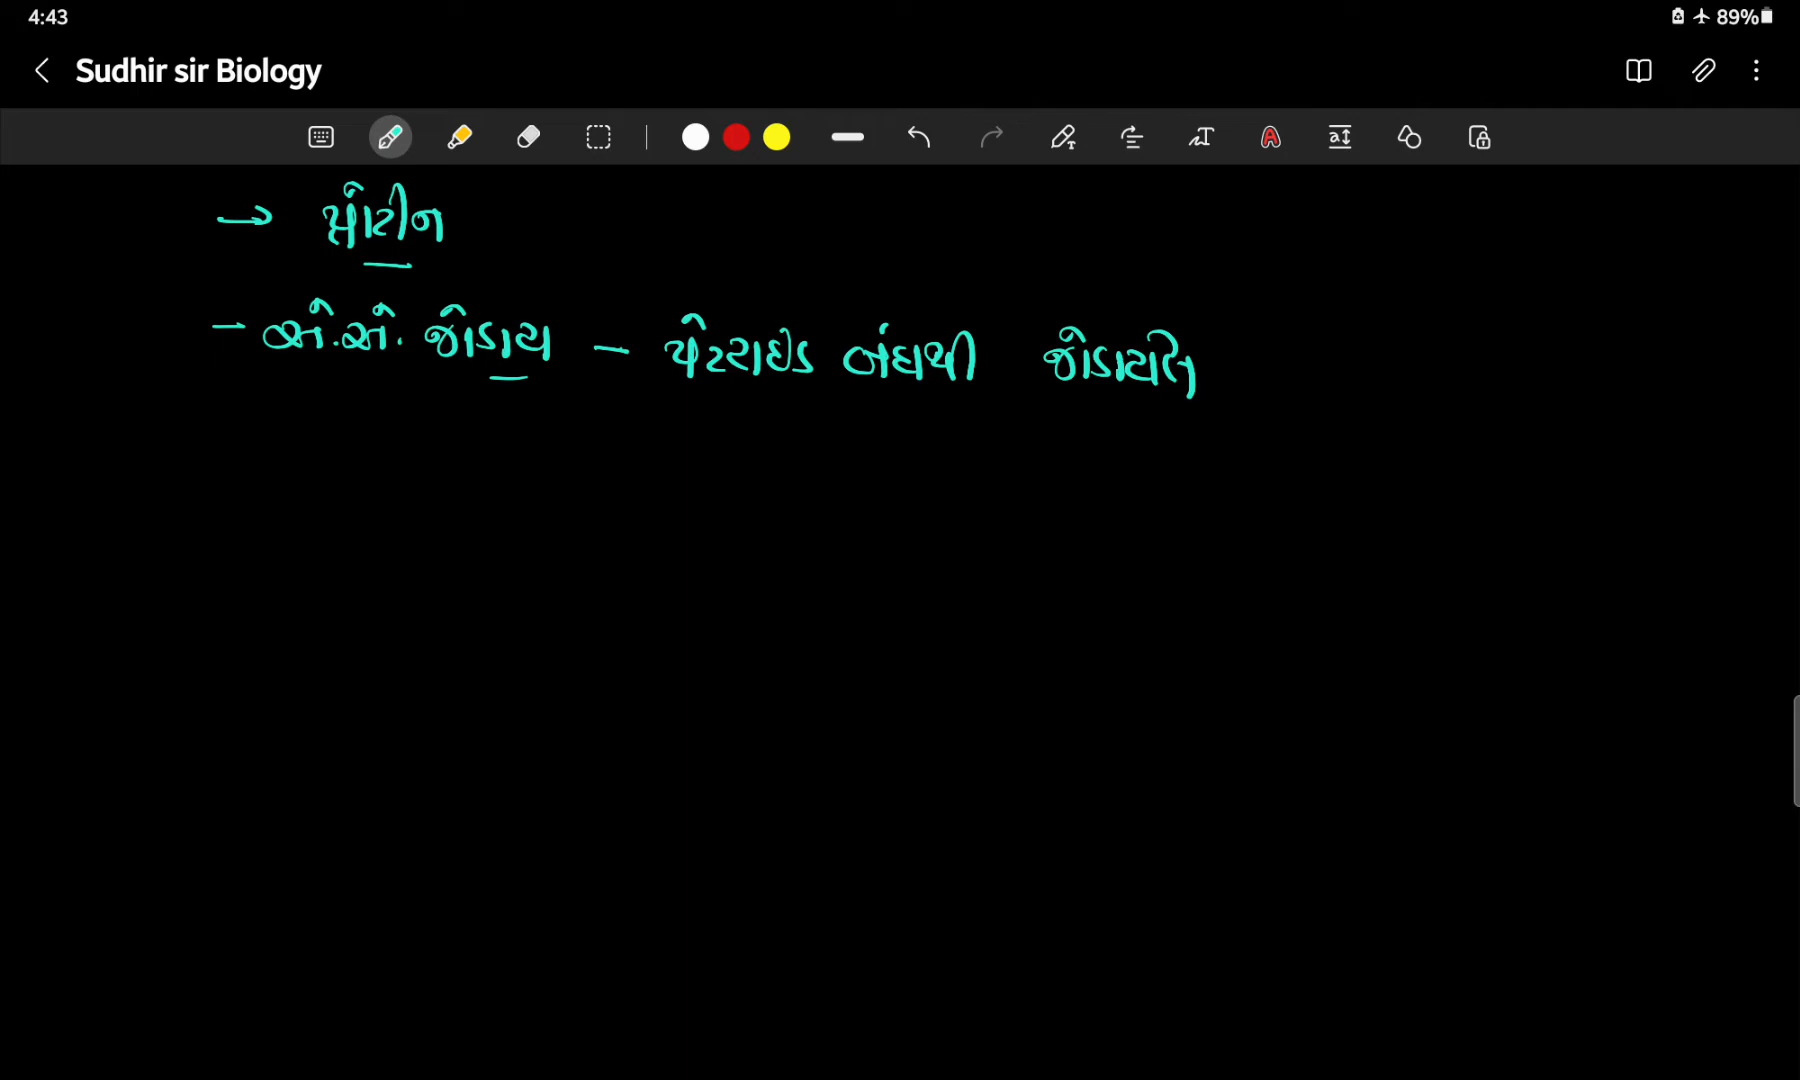 4:43 89%
Sudhir sir Biology
→ પ્રોટીન
- એ.એ. જોડાય - પેપ્ટાઇડ બંધથી જોડાયેલ